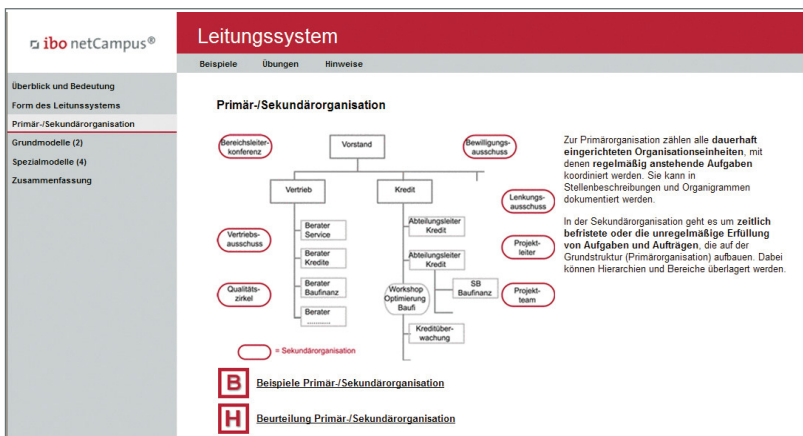 ibo netCampus®
Leitungssystem
Beispiele Übungen Hinweise
Überblick und Bedeutung
Form des Leitunssystems
Primär-/Sekundärorganisation
Grundmodelle (2)
Spezialmodelle (4)
Zusammenfassung
Primär-/Sekundärorganisation
Bereichsleiter-
konferenz
Vorstand
Bewilligungs-
ausschuss
Vertrieb
Kredit
Lenkungs-
ausschuss
Vertriebs-
ausschuss
Berater
Service
Abteilungsleiter
Kredit
Projekt-
leiter
Berater
Kredite
Abteilungsleiter
Kredit
Qualitäts-
zirkel
Berater
Baufinanz
Workshop
Optimierung
Baufi
SB
Baufinanz
Projekt-
team
Berater
...........
Kreditüber-
wachung
= Sekundärorganisation
Zur Primärorganisation zählen alle dauerhaft
eingerichteten Organisationseinheiten, mit
denen regelmäßig anstehende Aufgaben
koordiniert werden. Sie kann in
Stellenbeschreibungen und Organigrammen
dokumentiert werden.
In der Sekundärorganisation geht es um zeitlich
befristete oder die unregelmäßige Erfüllung
von Aufgaben und Aufträgen, die auf der
Grundstruktur (Primärorganisation) aufbauen. Dabei
können Hierarchien und Bereiche überlagert werden.
B Beispiele Primär-/Sekundärorganisation
H Beurteilung Primär-/Sekundärorganisation